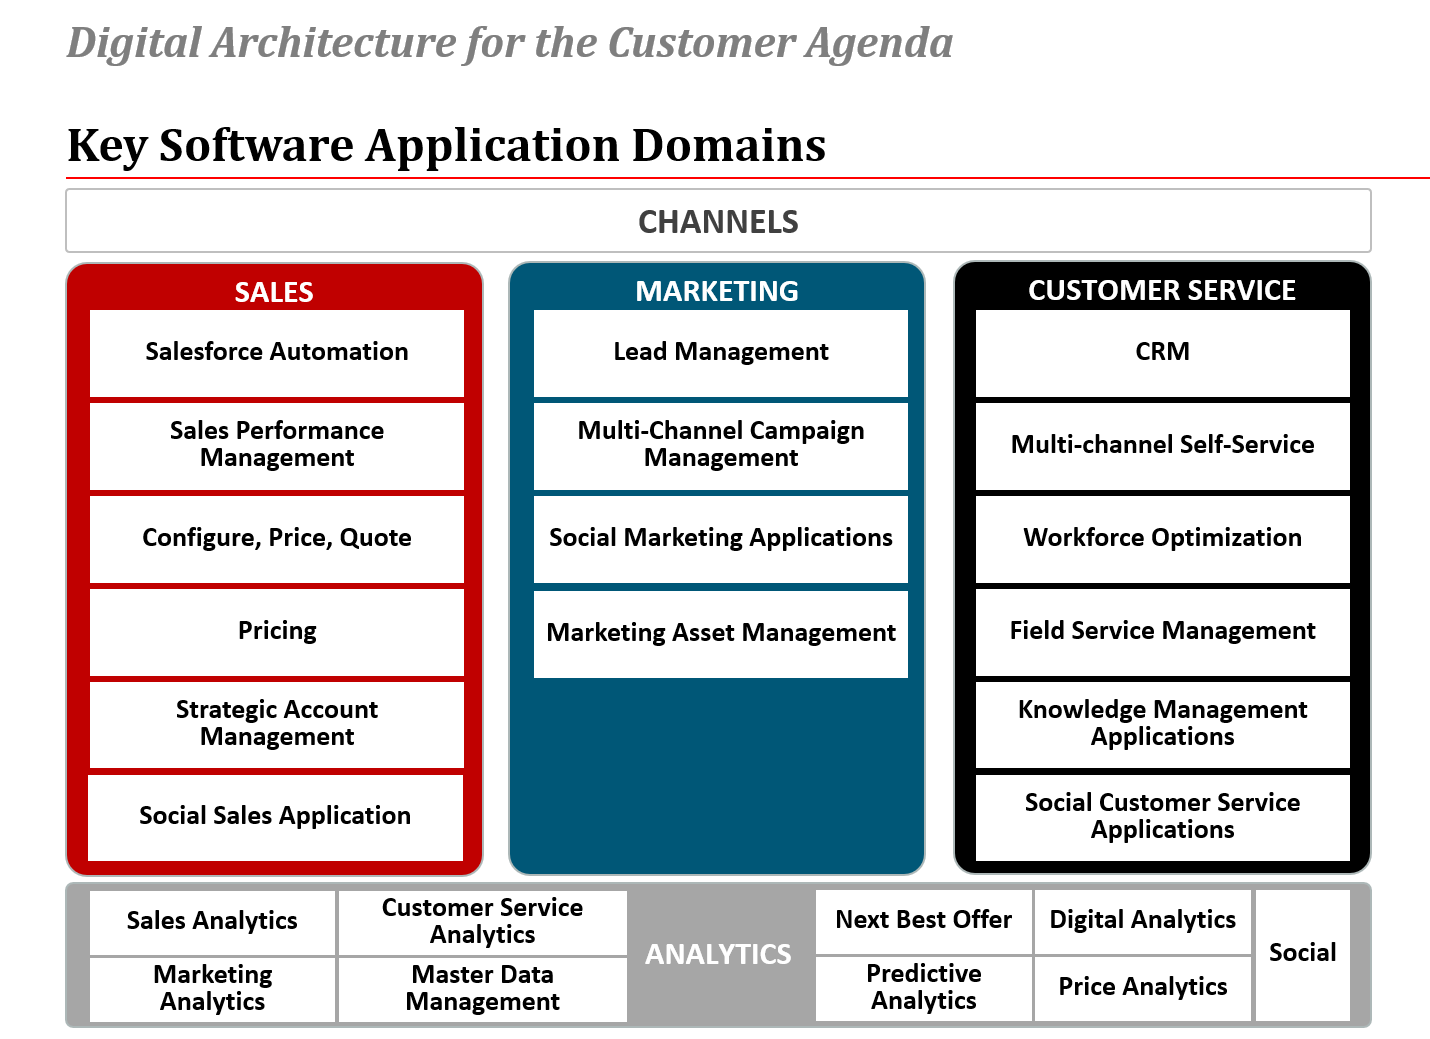 Digital Architecture for the Customer Agenda
Key Software Application Domains
CHANNELS
SALES
Salesforce Automation
Sales Performance
Management
Configure, Price, Quote
Pricing
Strategic Account
Management
Social Sales Application
MARKETING
Lead Management
Multi-Channel Campaign
Management
Social Marketing Applications
Marketing Asset Management
CUSTOMER SERVICE
CRM
Multi-channel Self-Service
Workforce Optimization
Field Service Management
Knowledge Management
Applications
Social Customer Service
Applications
Sales Analytics
Customer Service
Analytics
Marketing
Analytics
Master Data
Management
ANALYTICS
Next Best Offer
Digital Analytics
Predictive
Analytics
Price Analytics
Social